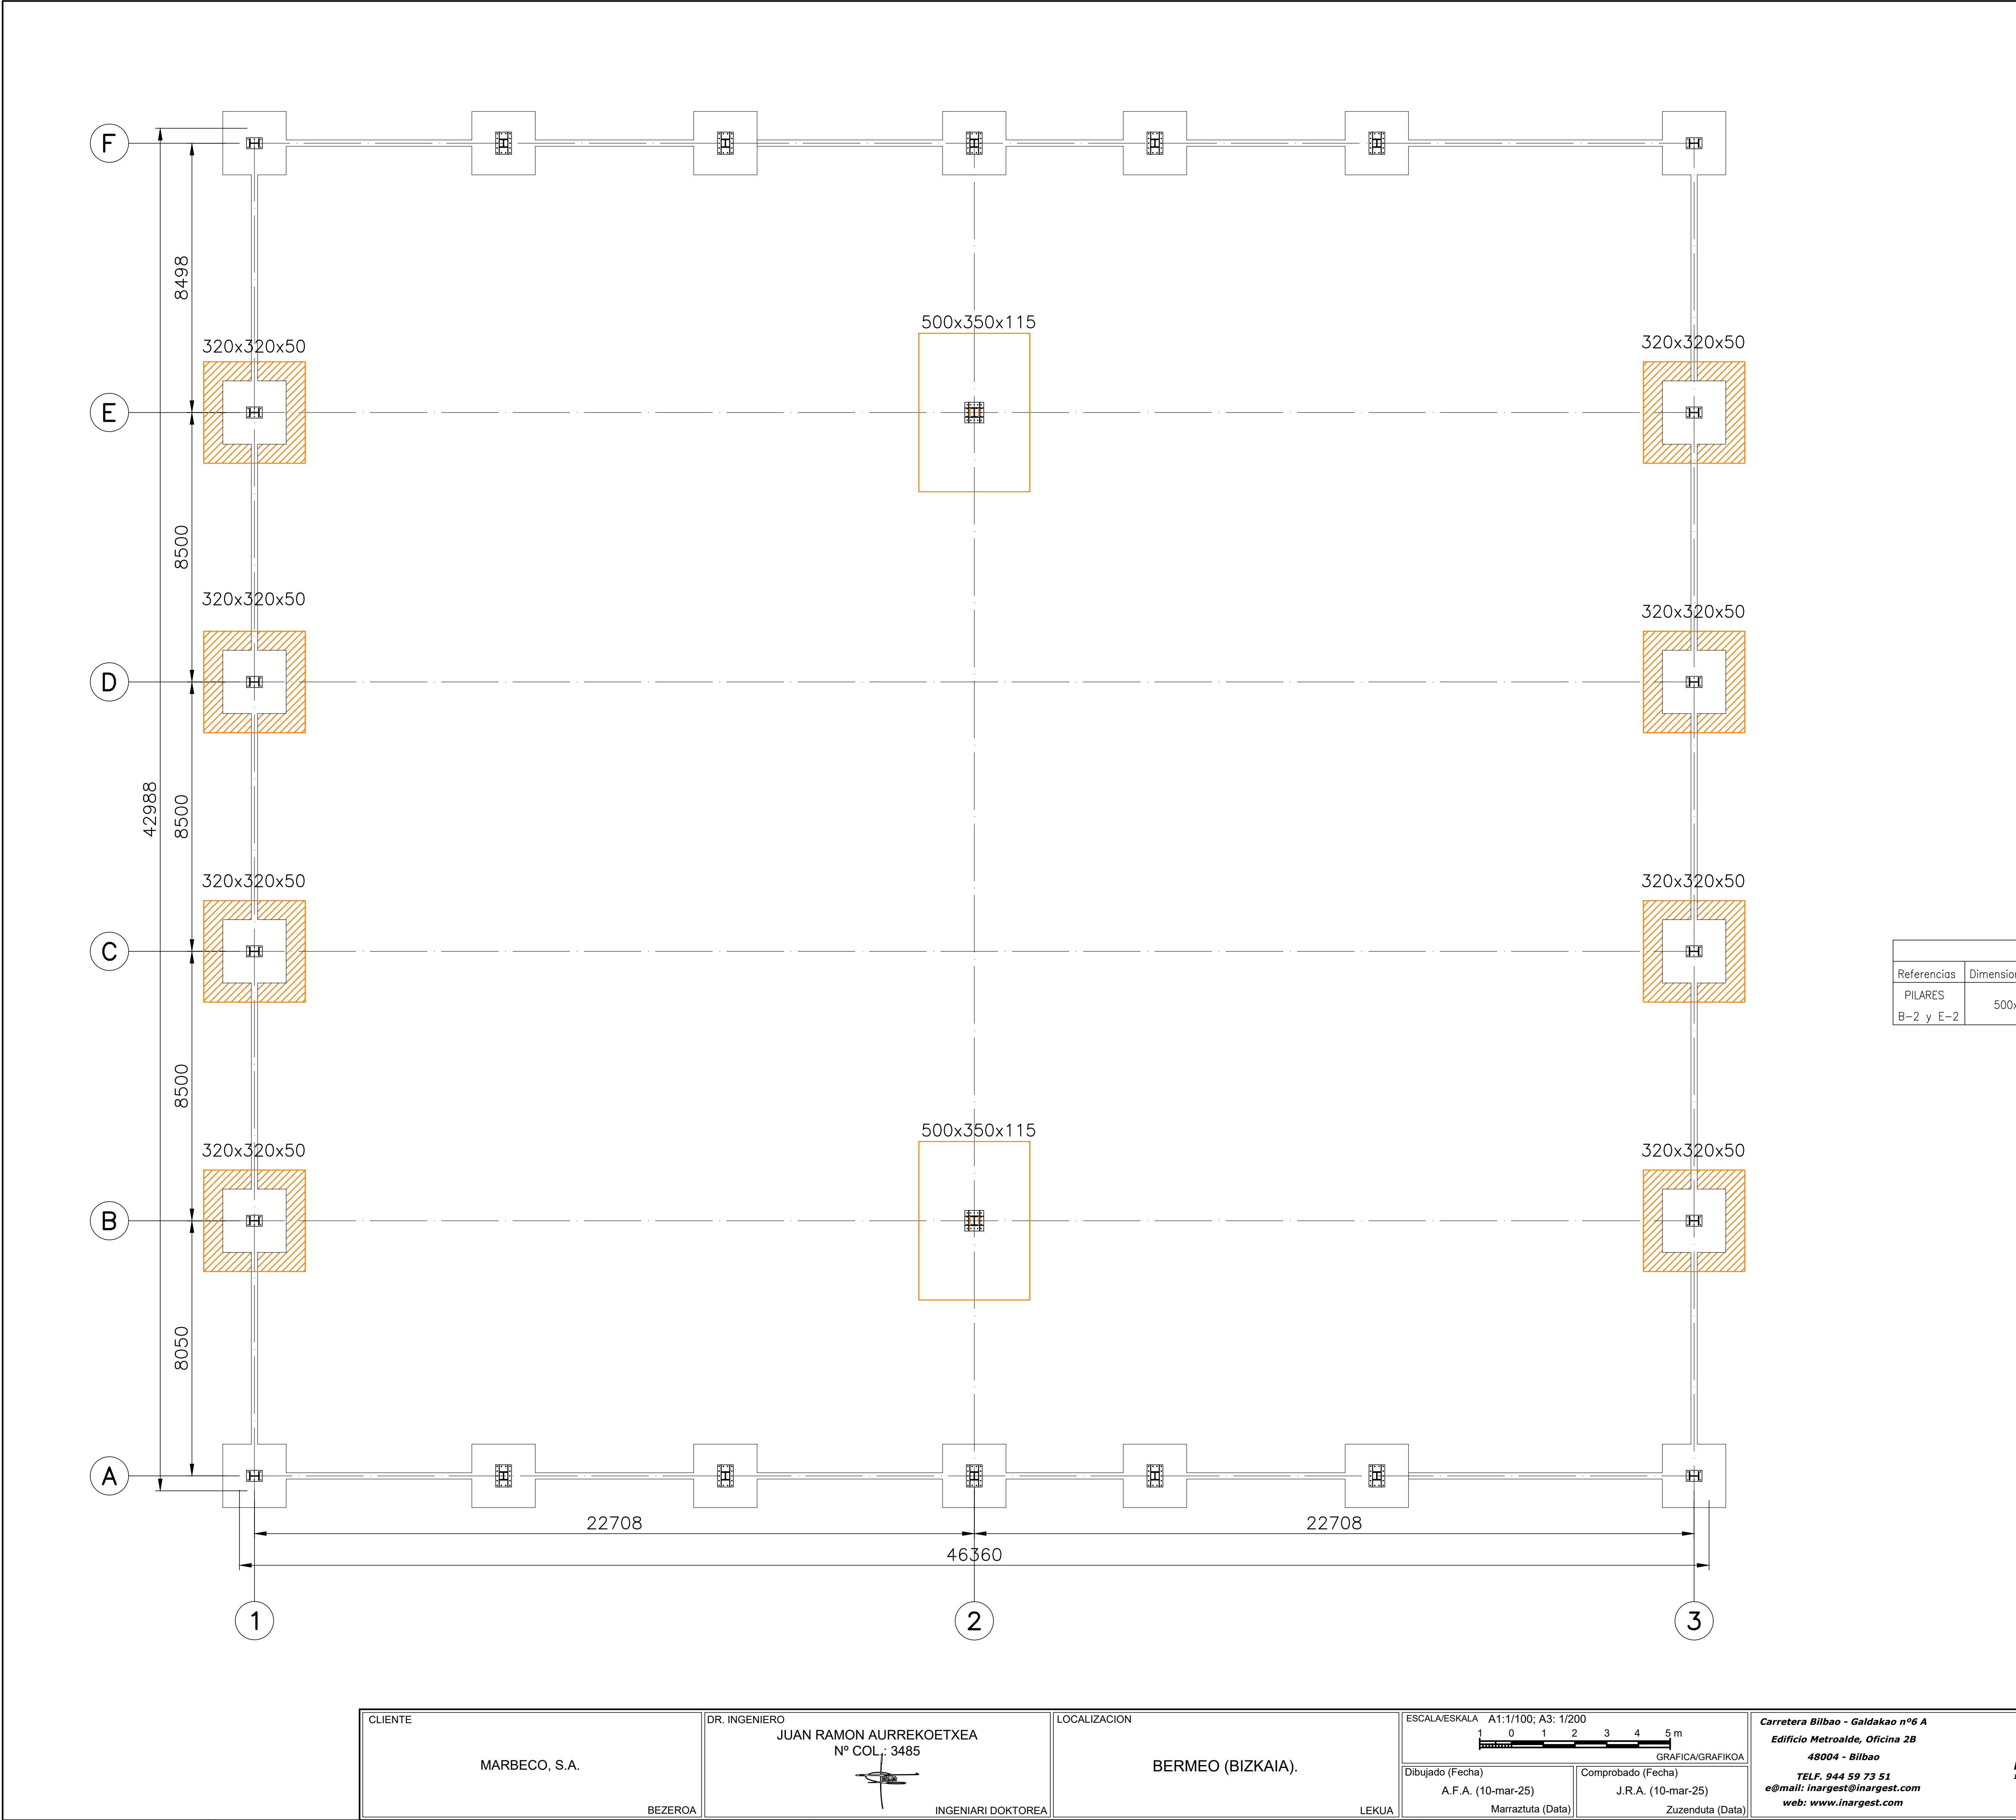 F
8498
500x350x115
320x320x50
320x320x50
E
8500
320x320x50
320x320x50
D
42988
8500
320x320x50
320x320x50
C
Referencias
PILARES
B-2 y E-2
8500
500x350x115
320x320x50
320x320x50
B
8050
A
22708
22708
46360
1
2
3
CLIENTE
MARBECO, S.A.
BEZEROA
DR. INGENIERO
JUAN RAMON AURREKOETXEA
Nº COL.: 3485
INGENIARI DOKTOREA
LOCALIZACION
BERMEO (BIZKAIA).
LEKUA
ESCALA/ESKALA A1:1/100; A3: 1/200
1 0 1 2 3 4 5 m
GRAFICA/GRAFIKOA
Dibujado (Fecha)
A.F.A. (10-mar-25)
Marraztuta (Data)
Comprobado (Fecha)
J.R.A. (10-mar-25)
Zuzenduta (Data)
Carretera Bilbao - Galdakao nº6 A
Edificio Metroalde, Oficina 2B
48004 - Bilbao
TELF. 944 59 73 51
e@mail: inargest@inargest.com
web: www.inargest.com